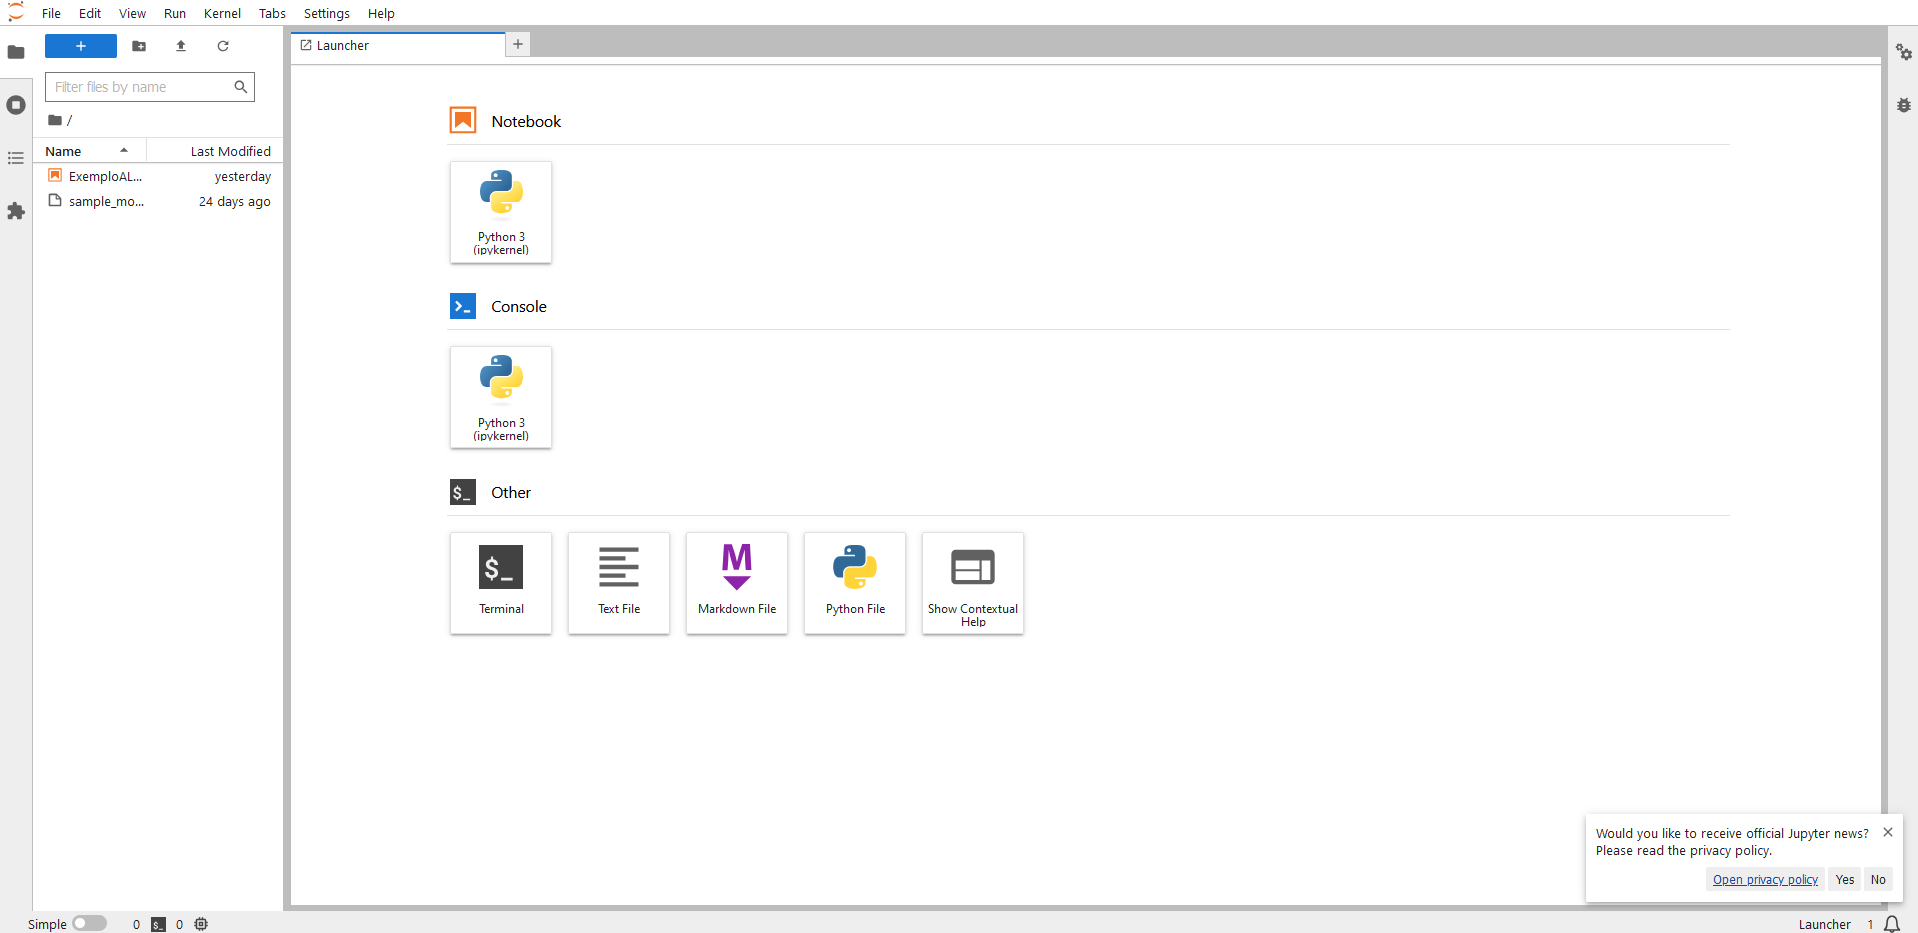 File Edit View Run Kernel Tabs Settings Help
Launcher
Filter files by name
/
Name Last Modified
ExemploAL... yesterday
sample_mo... 24 days ago
Notebook
Python 3
(ipykernel)
Console
Python 3
(ipykernel)
$_ Other
$_
Terminal
Text File
M
Markdown File
Python File
Show Contextual
Help
Would you like to receive official Jupyter news?
Please read the privacy policy.
Open privacy policy Yes No
Simple 0 $_ 0 Launcher 1